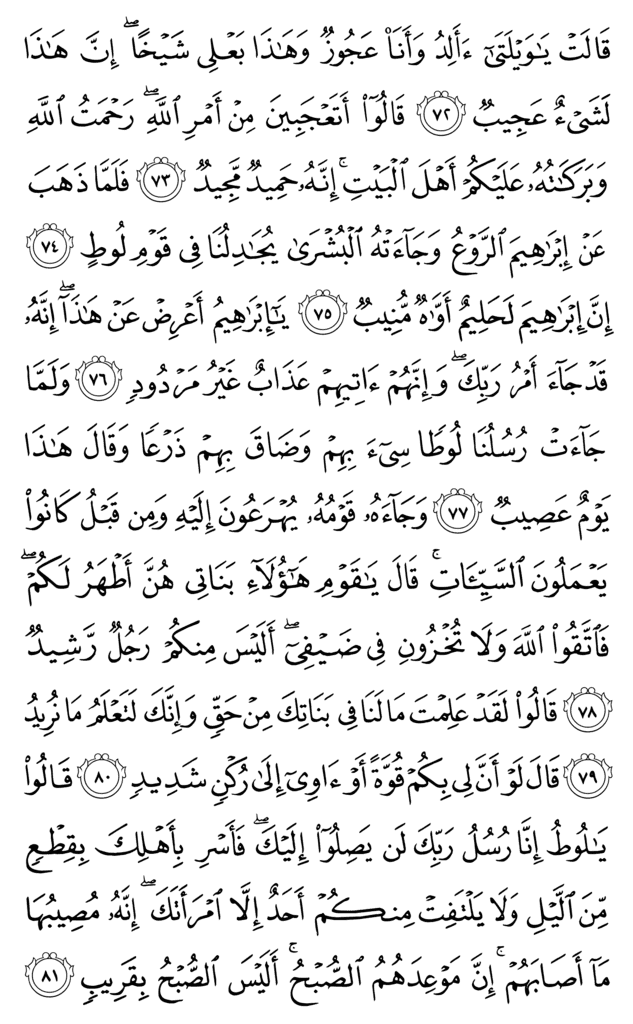 قَالَتۡ يَٰوَيۡلَتَىٰٓ ءَأَلِدُ وَأَنَا۠ عَجُوزٞ وَهَٰذَا بَعۡلِي شَيۡخًاۖ إِنَّ هَٰذَا
لَشَيۡءٌ عَجِيبٞ ٧٢ قَالُوٓاْ أَتَعۡجَبِينَ مِنۡ أَمۡرِ ٱللَّهِۖ رَحۡمَتُ ٱللَّهِ
وَبَرَكَٰتُهُۥ عَلَيۡكُمۡ أَهۡلَ ٱلۡبَيۡتِۚ إِنَّهُۥ حَمِيدٞ مَّجِيدٞ ٧٣ فَلَمَّا ذَهَبَ
عَنۡ إِبۡرَٰهِيمَ ٱلرَّوۡعُ وَجَآءَتۡهُ ٱلۡبُشۡرَىٰ يُجَٰدِلُنَا فِي قَوۡمِ لُوطٍ ٧٤
إِنَّ إِبۡرَٰهِيمَ لَحَلِيمٌ أَوَّٰهٞ مُّنِيبٞ ٧٥ يَٰٓإِبۡرَٰهِيمُ أَعۡرِضۡ عَنۡ هَٰذَآۖ إِنَّهُۥ
قَدۡ جَآءَ أَمۡرُ رَبِّكَۖ وَإِنَّهُمۡ ءَاتِيهِمۡ عَذَابٌ غَيۡرُ مَرۡدُودٖ ٧٦ وَلَمَّا
جَآءَتۡ رُسُلُنَا لُوطٗا سِيٓءَ بِهِمۡ وَضَاقَ بِهِمۡ ذَرۡعٗا وَقَالَ هَٰذَا
يَوۡمٌ عَصِيبٞ ٧٧ وَجَآءَهُۥ قَوۡمُهُۥ يُهۡرَعُونَ إِلَيۡهِ وَمِن قَبۡلُ كَانُواْ
يَعۡمَلُونَ ٱلسَّيِّـَٔاتِۚ قَالَ يَٰقَوۡمِ هَٰٓؤُلَآءِ بَنَاتِي هُنَّ أَطۡهَرُ لَكُمۡۖ
فَٱتَّقُواْ ٱللَّهَ وَلَا تُخۡزُونِ فِي ضَيۡفِيٓۖ أَلَيۡسَ مِنكُمۡ رَجُلٞ رَّشِيدٞ
٧٨ قَالُواْ لَقَدۡ عَلِمۡتَ مَا لَنَا فِي بَنَاتِكَ مِنۡ حَقّٖ وَإِنَّكَ لَتَعۡلَمُ مَا نُرِيدُ
٧٩ قَالَ لَوۡ أَنَّ لِي بِكُمۡ قُوَّةً أَوۡ ءَاوِيٓ إِلَىٰ رُكۡنٖ شَدِيدٖ ٨٠ قَالُواْ
يَٰلُوطُ إِنَّا رُسُلُ رَبِّكَ لَن يَصِلُوٓاْ إِلَيۡكَۖ فَأَسۡرِ بِأَهۡلِكَ بِقِطۡعٖ
مِّنَ ٱلَّيۡلِ وَلَا يَلۡتَفِتۡ مِنكُمۡ أَحَدٌ إِلَّا ٱمۡرَأَتَكَۖ إِنَّهُۥ مُصِيبُهَا
مَآ أَصَابَهُمۡۚ إِنَّ مَوۡعِدَهُمُ ٱلصُّبۡحُۚ أَلَيۡسَ ٱلصُّبۡحُ بِقَرِيبٖ ٨١